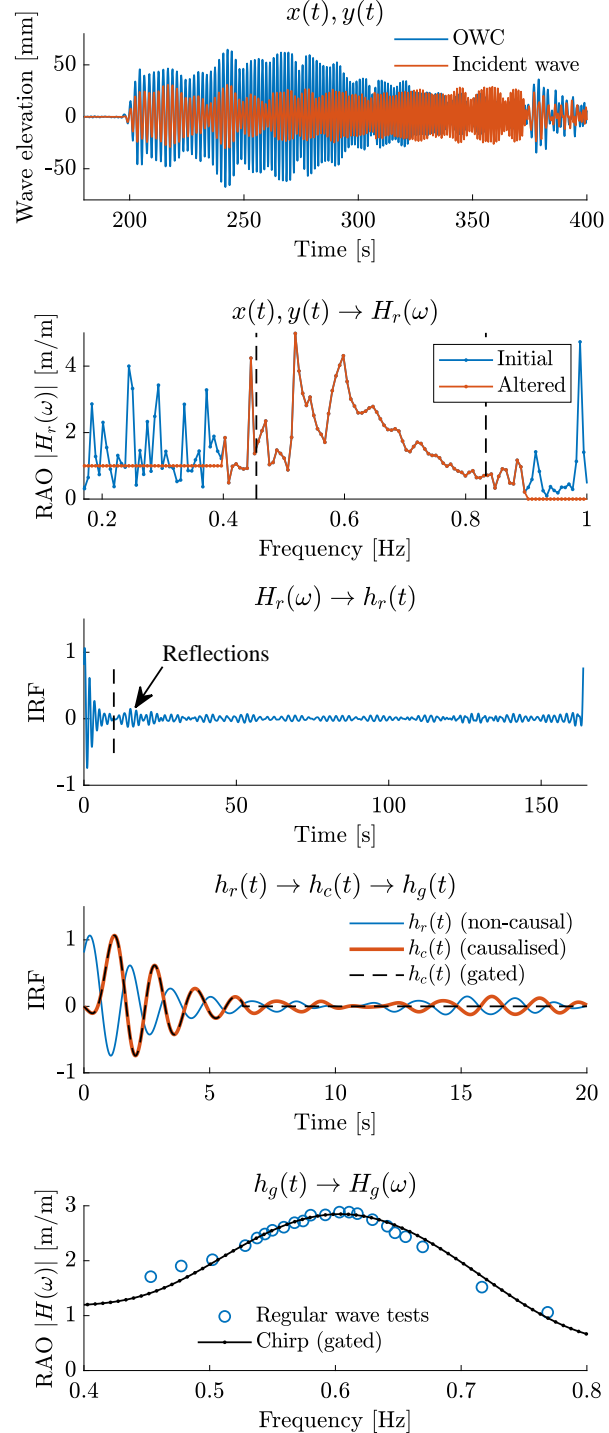 x(t), y(t)
Wave elevation [mm]
50
0
-50
OWC
Incident wave
200 250 300 350 400
Time [s]
x(t), y(t) → H_r(ω)
RAO |H_r(ω)| [m/m]
4
2
0
Initial
Altered
0.2 0.4 0.6 0.8 1
Frequency [Hz]
H_r(ω) → h_r(t)
IRF
1
0
-1
Reflections
0 50 100 150
Time [s]
h_r(t) → h_c(t) → h_g(t)
IRF
1
0
-1
h_r(t) (non-causal)
h_c(t) (causalised)
h_c(t) (gated)
0 5 10 15 20
Time [s]
h_g(t) → H_g(ω)
RAO |H(ω)| [m/m]
3
2
1
0
Regular wave tests
Chirp (gated)
0.4 0.5 0.6 0.7 0.8
Frequency [Hz]